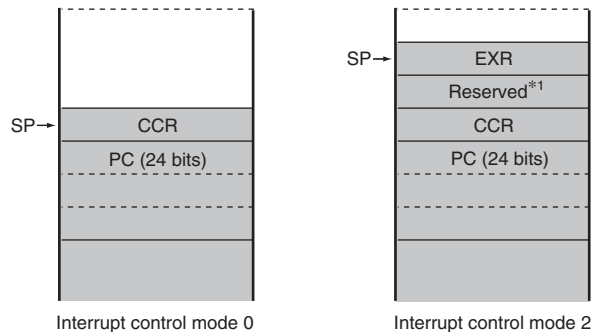 SP
CCR
PC (24 bits)
Interrupt control mode 0
SP
EXR
Reserved*1
CCR
PC (24 bits)
Interrupt control mode 2